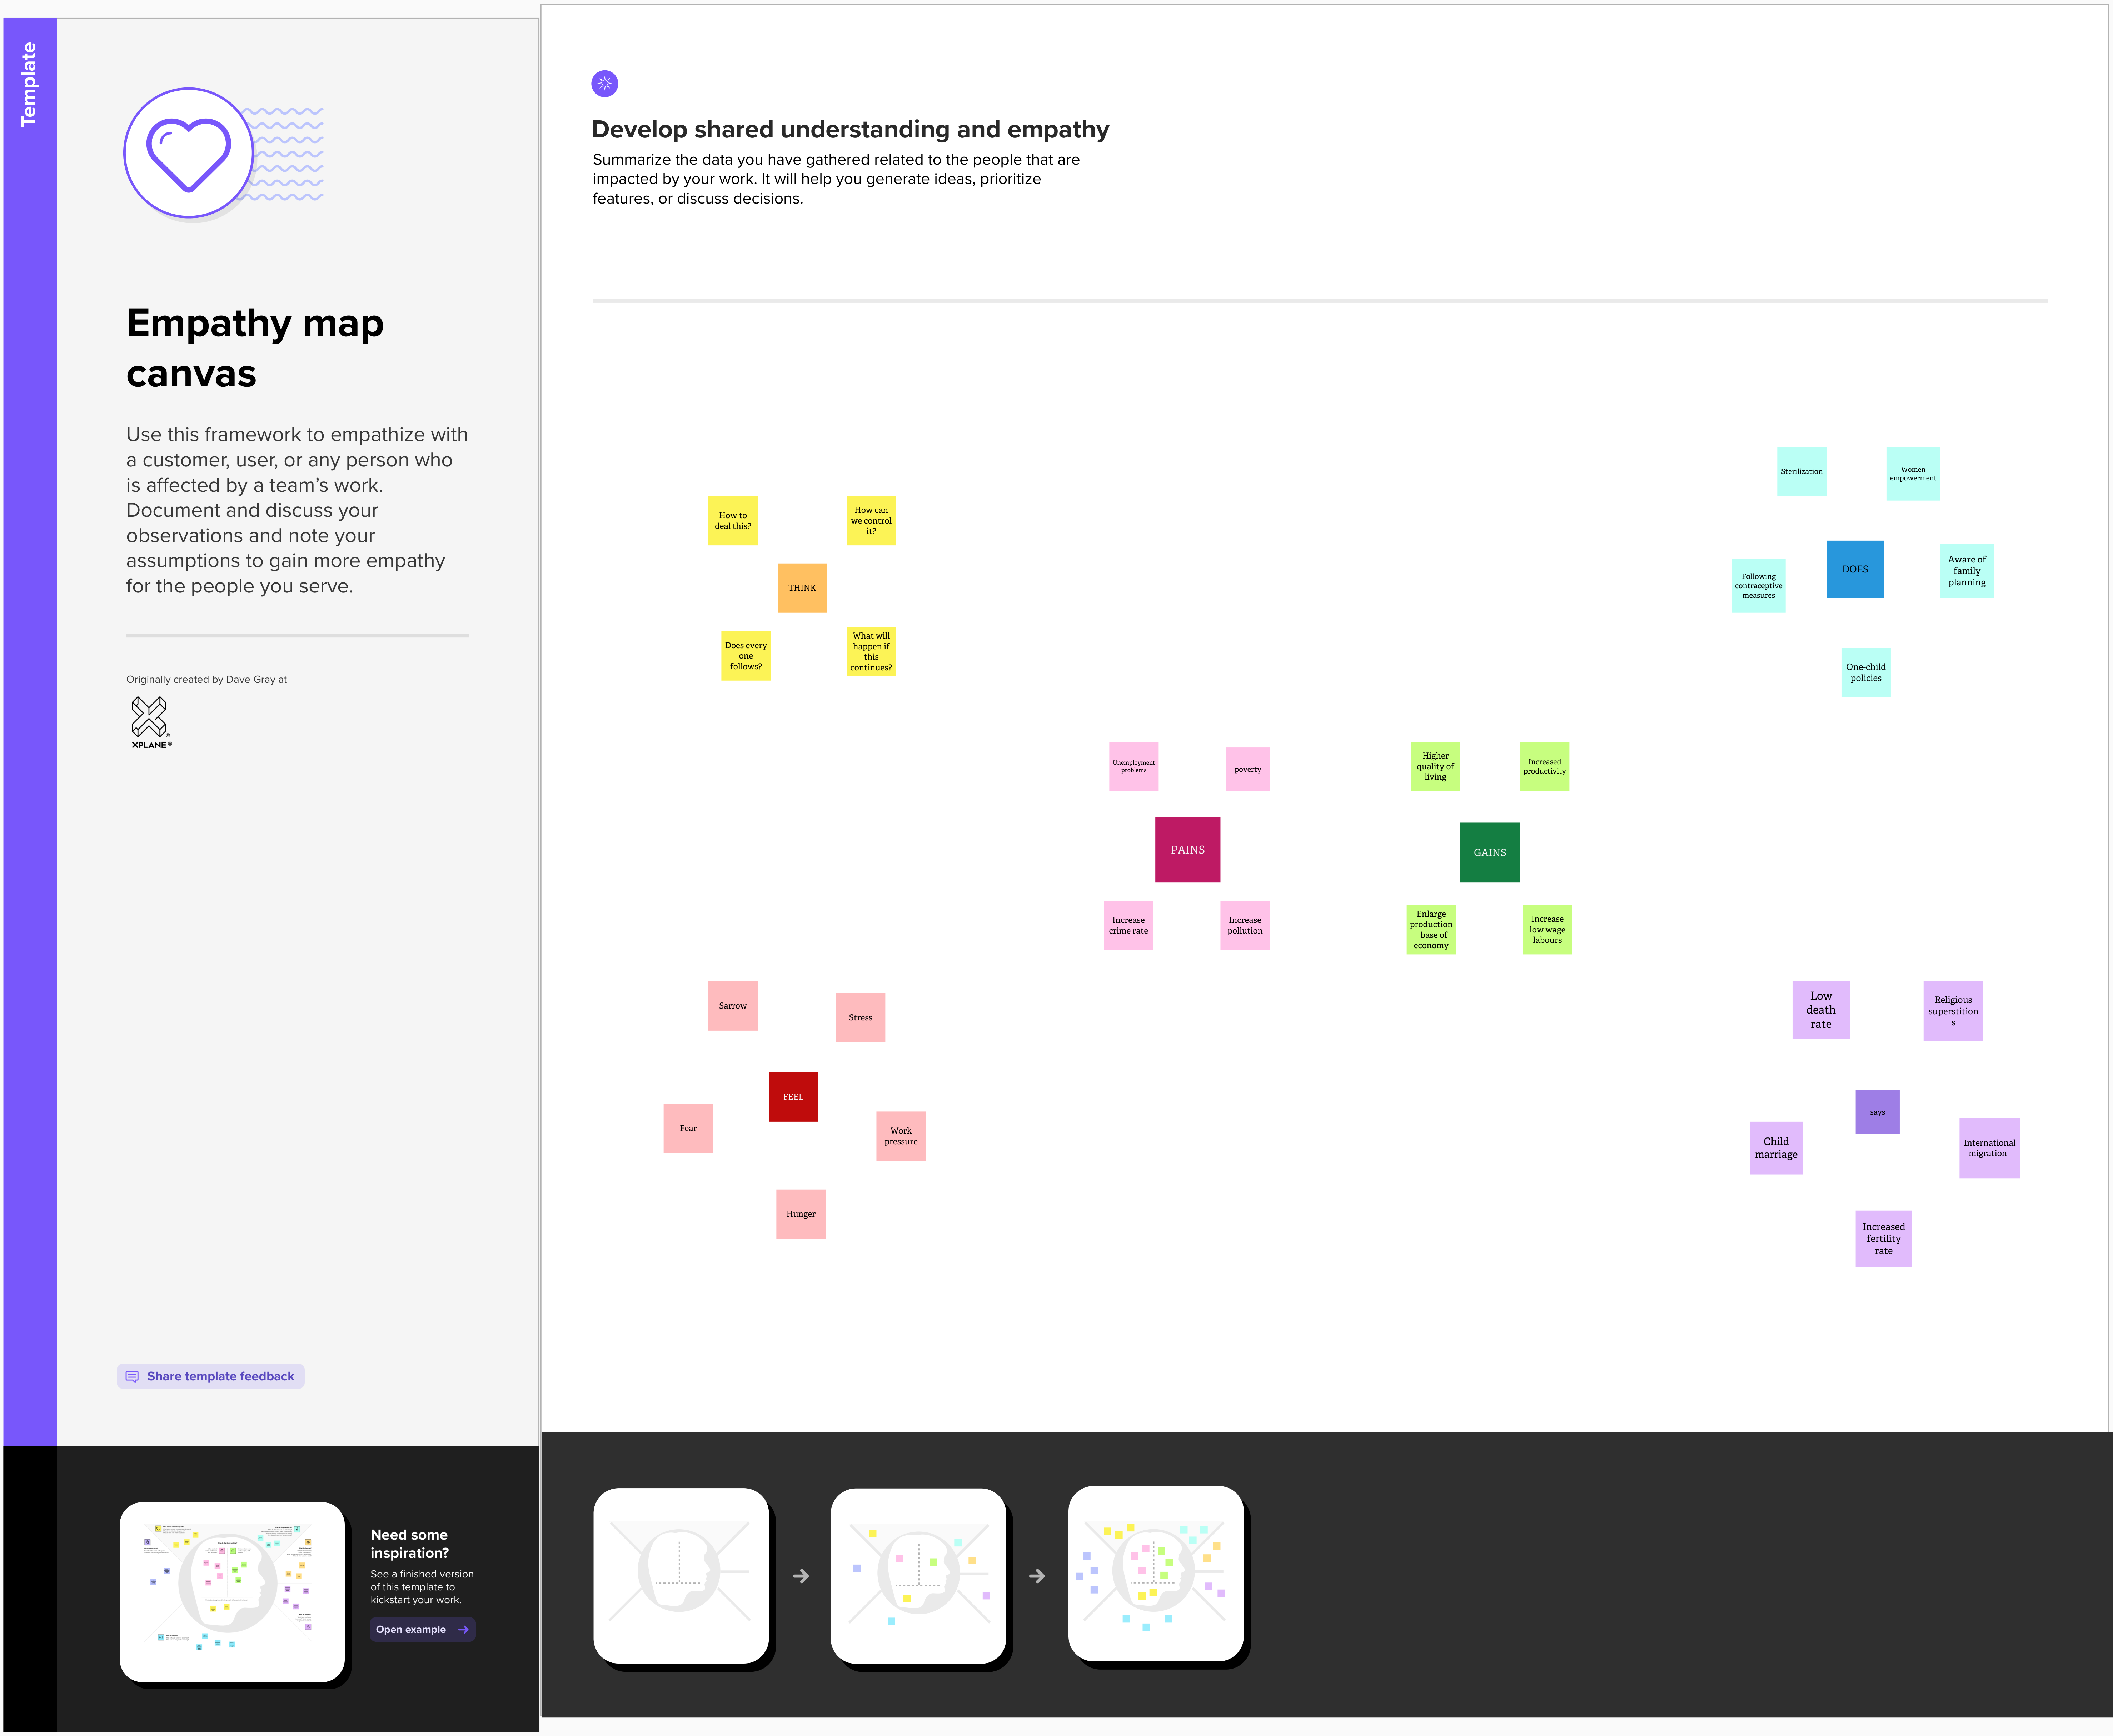 Template
Empathy map
canvas
Use this framework to empathize with
a customer, user, or any person who
is affected by a team’s work.
Document and discuss your
observations and note your
assumptions to gain more empathy
for the people you serve.
Originally created by Dave Gray at
XPLANE®
Share template feedback
Need some
inspiration?
See a finished version
of this template to
kickstart your work.
Open example
Develop shared understanding and empathy
Summarize the data you have gathered related to the people that are
impacted by your work. It will help you generate ideas, prioritize
features, or discuss decisions.
How to
deal this?
How can
we control
it?
THINK
Does every
one
follows?
What will
happen if
this
continues?
Sterilization
Women
empowerment
Following
contraceptive
measures
DOES
Aware of
family
planning
One-child
policies
Unemployment
problems
poverty
PAINS
Increase
crime rate
Increase
pollution
Higher
quality of
living
Increased
productivity
GAINS
Enlarge
production
base of
economy
Increase
low wage
labours
Sarrow
Stress
FEEL
Fear
Work
pressure
Hunger
Low
death
rate
Religious
superstition
s
says
Child
marriage
International
migration
Increased
fertility
rate